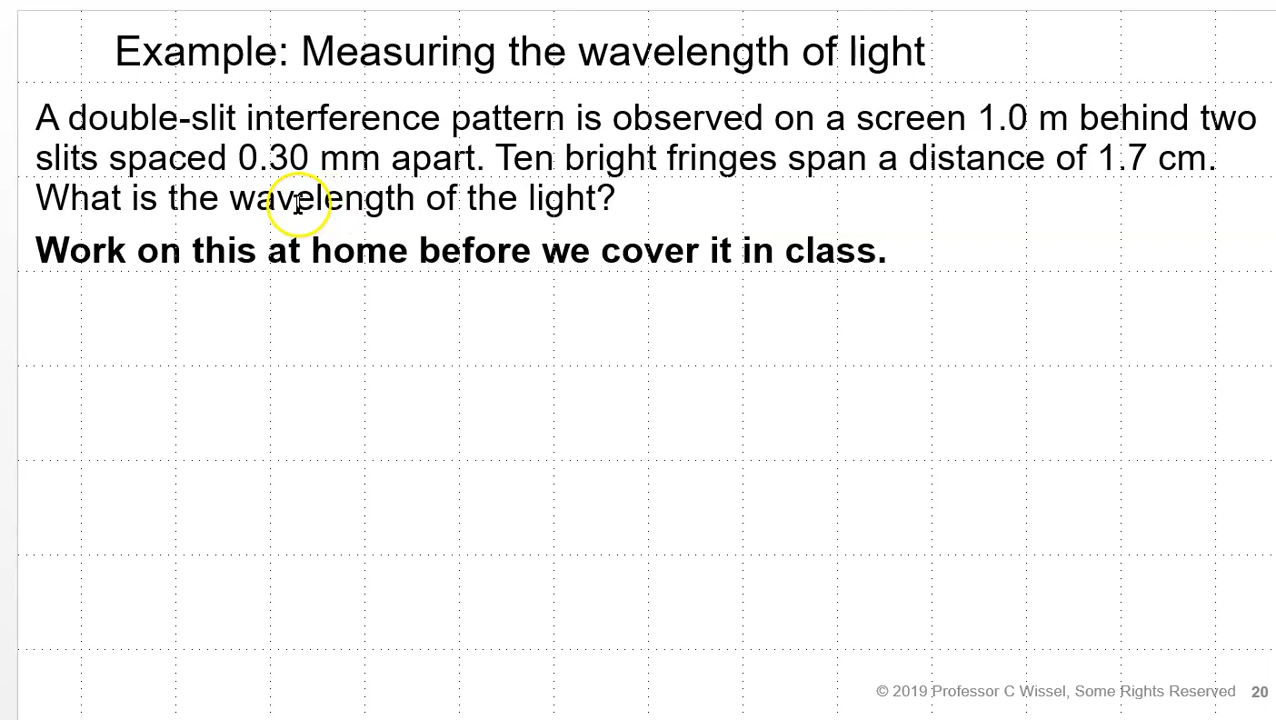 Example: Measuring the wavelength of light
A double-slit interference pattern is observed on a screen 1.0 m behind two
slits spaced 0.30 mm apart. Ten bright fringes span a distance of 1.7 cm.
What is the wavelength of the light?
Work on this at home before we cover it in class.
© 2019 Professor C Wissel, Some Rights Reserved 20